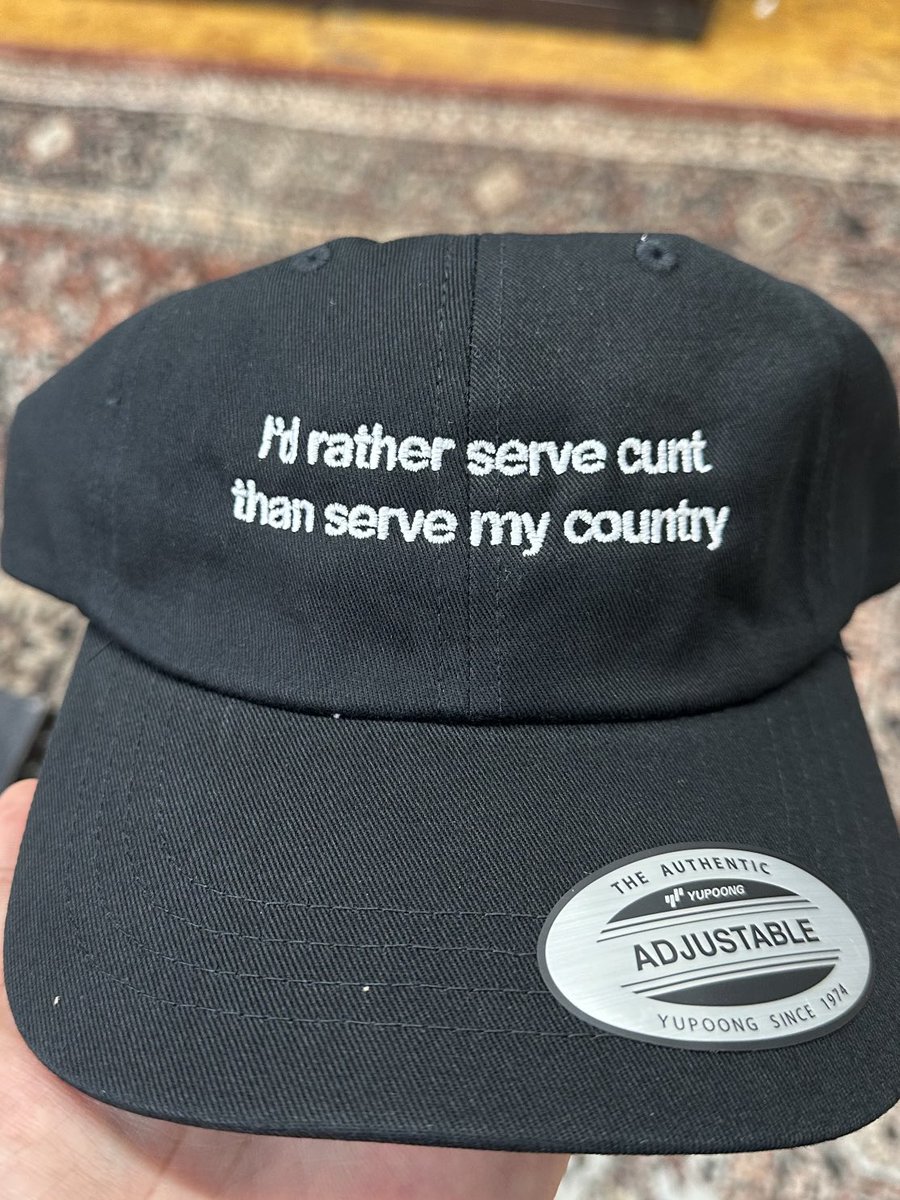 I'd rather serve cunt
than serve my country
THE AUTHENTIC
YUPOONG
ADJUSTABLE
YUPOONG SINCE 1974